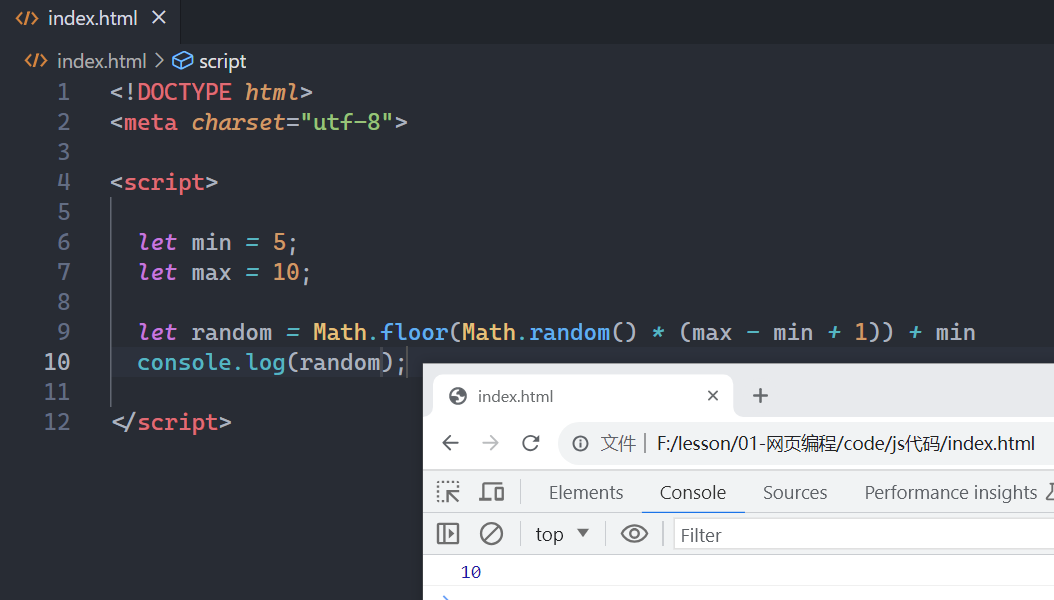 index.html
index.html > script
1 <!DOCTYPE html>
2 <meta charset="utf-8">
3
4 <script>
5
6 let min = 5;
7 let max = 10;
8
9 let random = Math.floor(Math.random() * (max - min + 1)) + min
10 console.log(random);
11
12 </script>
index.html
文件 F:/lesson/01-网页编程/code/js代码/index.html
Elements Console Sources Performance insights
top Filter
10